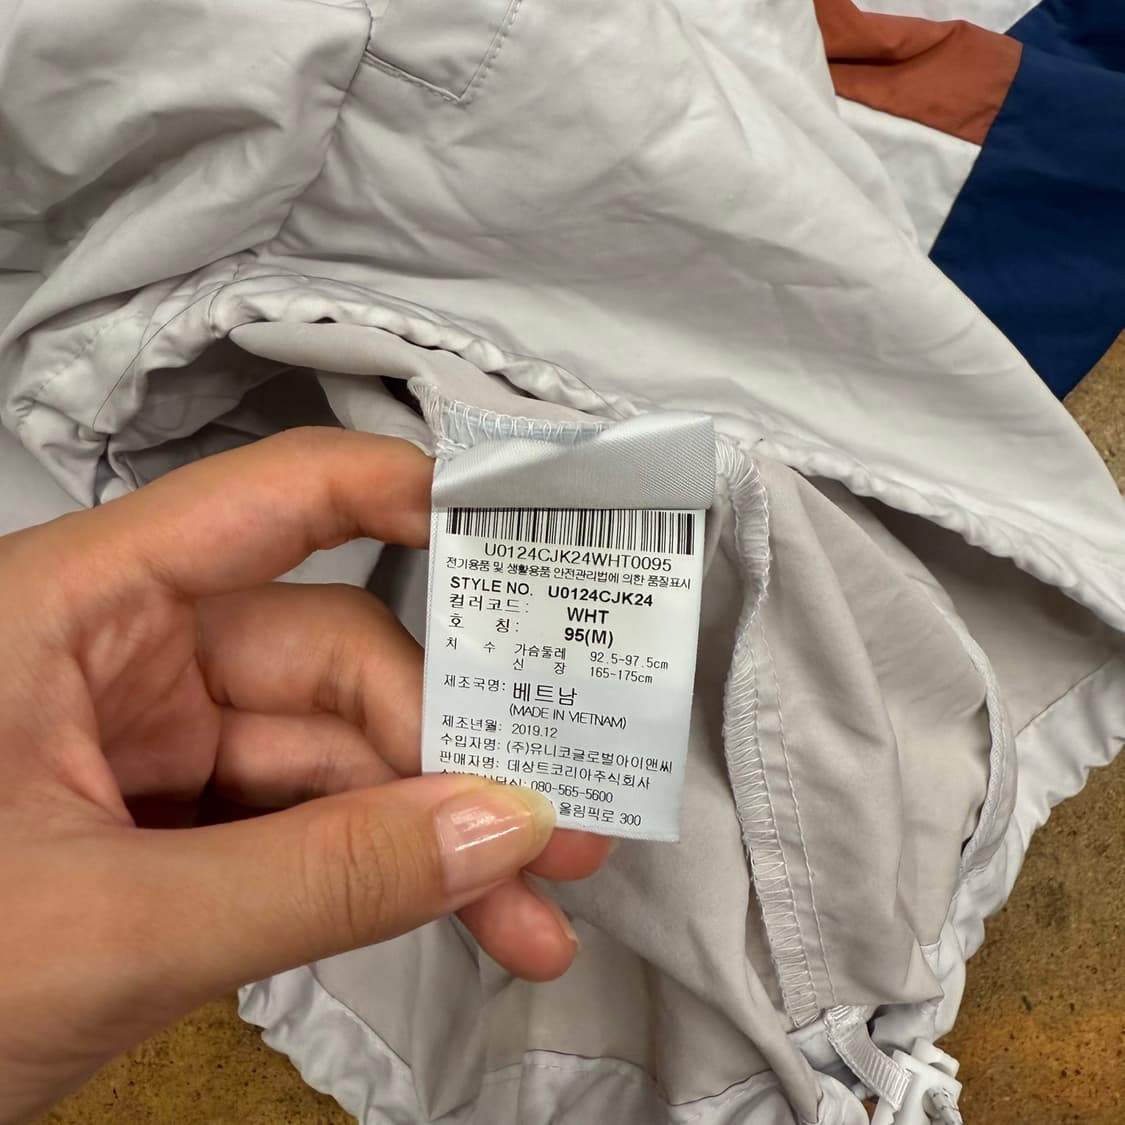 U0124CJK24WHT0095
전기용품 및 생활용품 안전관리법에 의한 품질표시
STYLE NO. U0124CJK24
컬러코드: WHT
호 칭: 95(M)
치 수 가슴둘레 92.5-97.5cm
신 장 165-175cm
제조국명: 베트남
(MADE IN VIETNAM)
제조년월: 2019.12
수입자명: (주)유니코글로벌아이앤씨
판매자명: 데상트코리아주식회사
080-565-5600
올림픽로 300